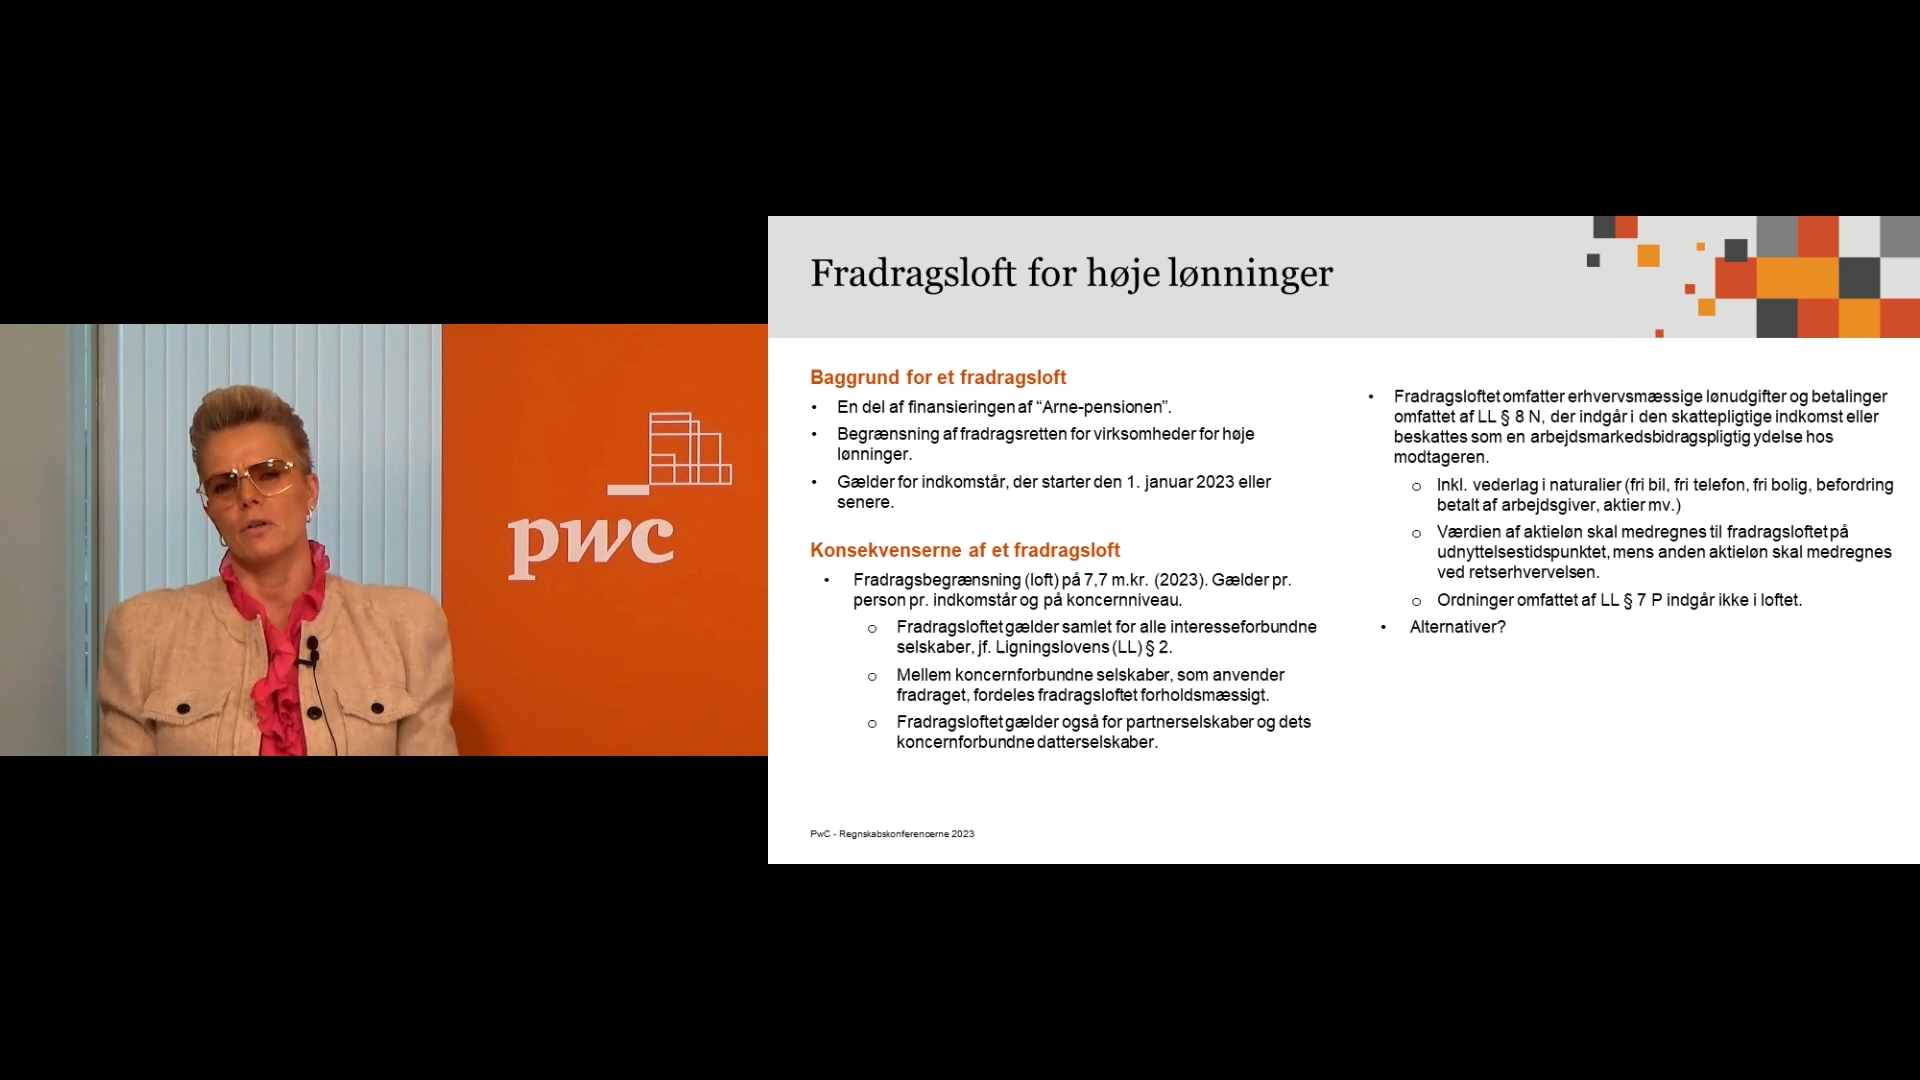 pwc
Fradragsloft for høje lønninger
Baggrund for et fradragsloft
• En del af finansieringen af “Arne-pensionen”.
• Begrænsning af fradragsretten for virksomheder for høje
lønninger.
• Gælder for indkomstår, der starter den 1. januar 2023 eller
senere.
Konsekvenserne af et fradragsloft
• Fradragsbegrænsning (loft) på 7,7 m.kr. (2023). Gælder pr.
person pr. indkomstår og på koncernniveau.
o Fradragsloftet gælder samlet for alle interesseforbundne
selskaber, jf. Ligningslovens (LL) § 2.
o Mellem koncernforbundne selskaber, som anvender
fradraget, fordeles fradragsloftet forholdsmæssigt.
o Fradragsloftet gælder også for partnerselskaber og dets
koncernforbundne datterselskaber.
• Fradragsloftet omfatter erhvervsmæssige lønudgifter og betalinger
omfattet af LL § 8 N, der indgår i den skattepligtige indkomst eller
beskattes som en arbejdsmarkedsbidragspligtig ydelse hos
modtageren.
o Inkl. vederlag i naturalier (fri bil, fri telefon, fri bolig, befordring
betalt af arbejdsgiver, aktier mv.)
o Værdien af aktieløn skal medregnes til fradragsloftet på
udnyttelsestidspunktet, mens anden aktieløn skal medregnes
ved retserhvervelsen.
o Ordninger omfattet af LL § 7 P indgår ikke i loftet.
• Alternativer?
PwC - Regnskabskonferencerne 2023